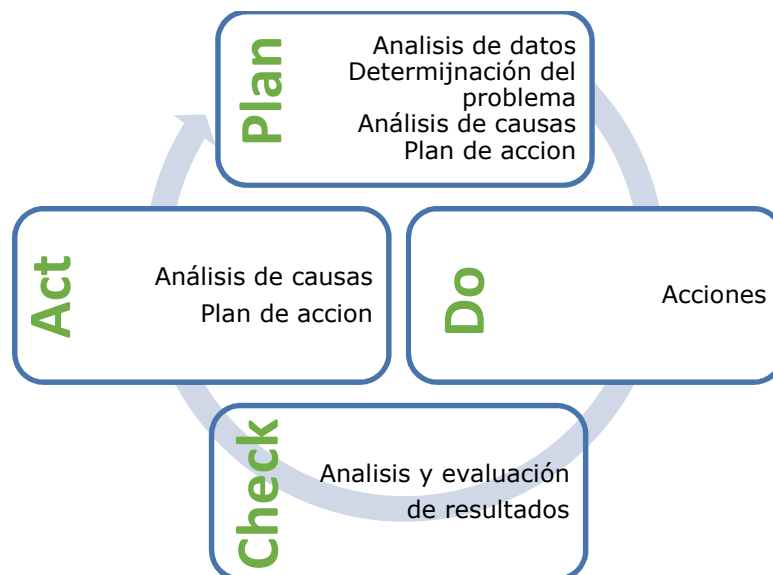 Plan
Analisis de datos
Determijnación del
problema
Análisis de causas
Plan de accion
Act
Análisis de causas
Plan de accion
Do
Acciones
Check
Analisis y evaluación
de resultados